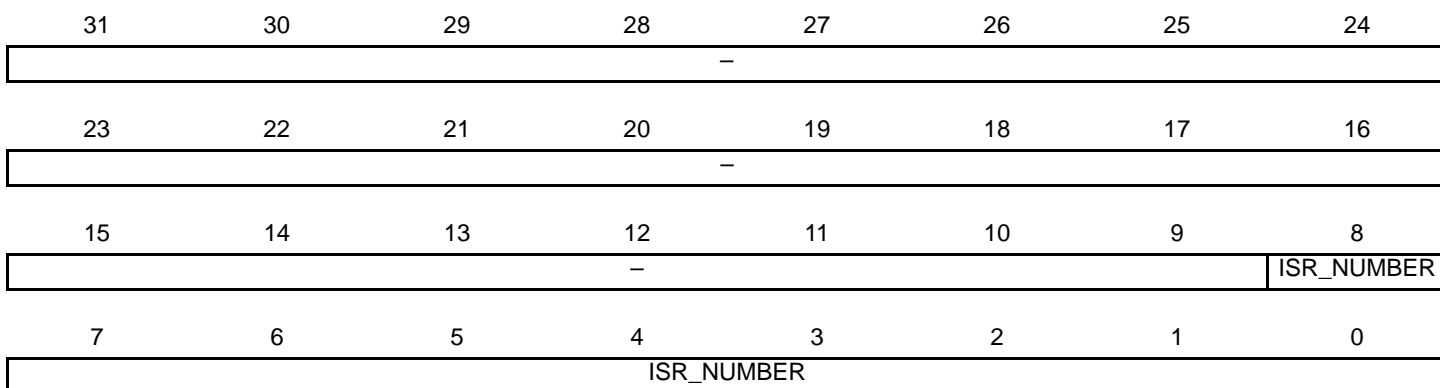 31 30 29 28 27 26 25 24
–
23 22 21 20 19 18 17 16
–
15 14 13 12 11 10 9 8
– ISR_NUMBER
7 6 5 4 3 2 1 0
ISR_NUMBER